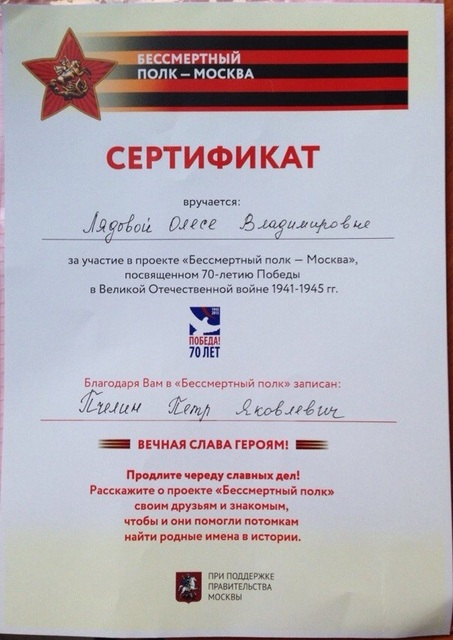 БЕССМЕРТНЫЙ
ПОЛК – МОСКВА
СЕРТИФИКАТ
вручается:
Лядовой Олесе Владимировне
за участие в проекте «Бессмертный полк — Москва»,
посвященном 70-летию Победы
в Великой Отечественной войне 1941-1945 гг.
ПОБЕДА!
70 ЛЕТ
Благодаря Вам в «Бессмертный полк» записан:
Пчелин Петр Яковлевич
ВЕЧНАЯ СЛАВА ГЕРОЯМ!
Продлите череду славных дел!
Расскажите о проекте «Бессмертный полк»
своим друзьям и знакомым,
чтобы и они помогли потомкам
найти родные имена в истории.
ПРИ ПОДДЕРЖКЕ
ПРАВИТЕЛЬСТВА
МОСКВЫ